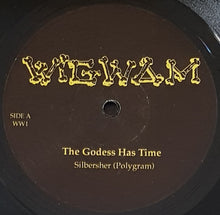 WIGWAM
SIDE A
WW1
The Godess Has Time
Silbersher (Polygram)